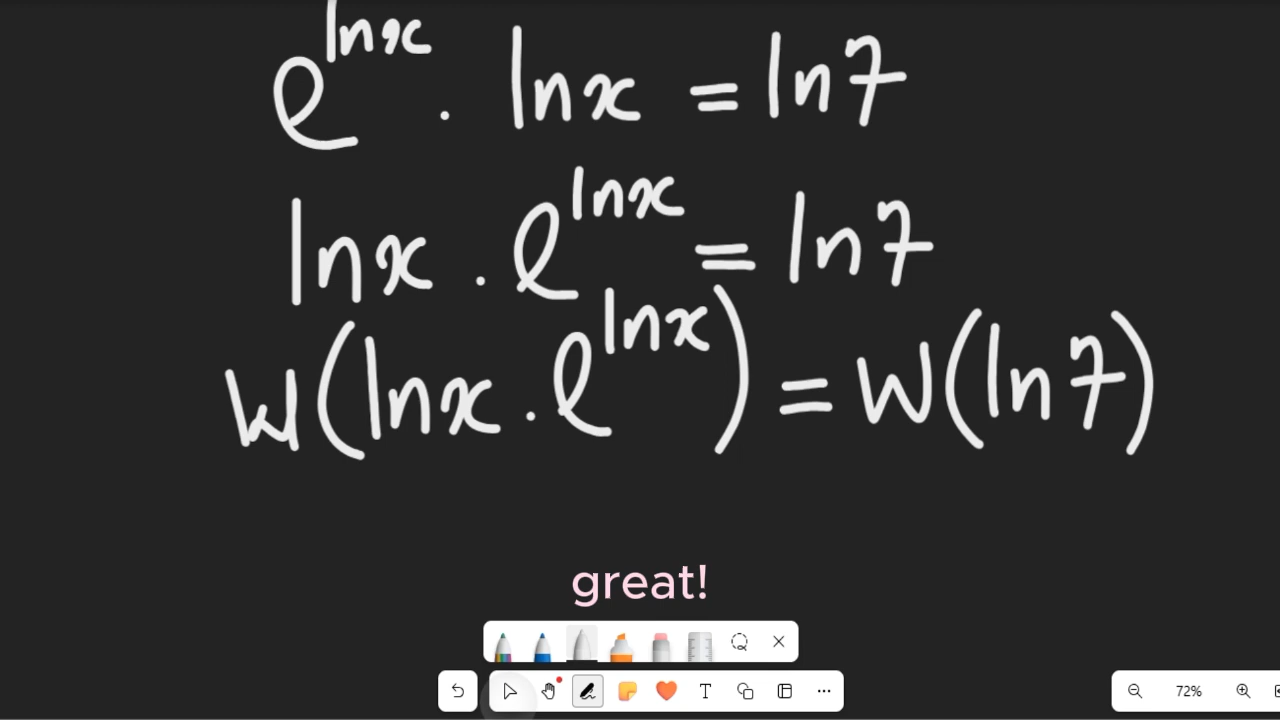 e^lnx · lnx = ln7
lnx · e^lnx = ln7
W(lnx · e^lnx) = W(ln7)
great!
T
72%